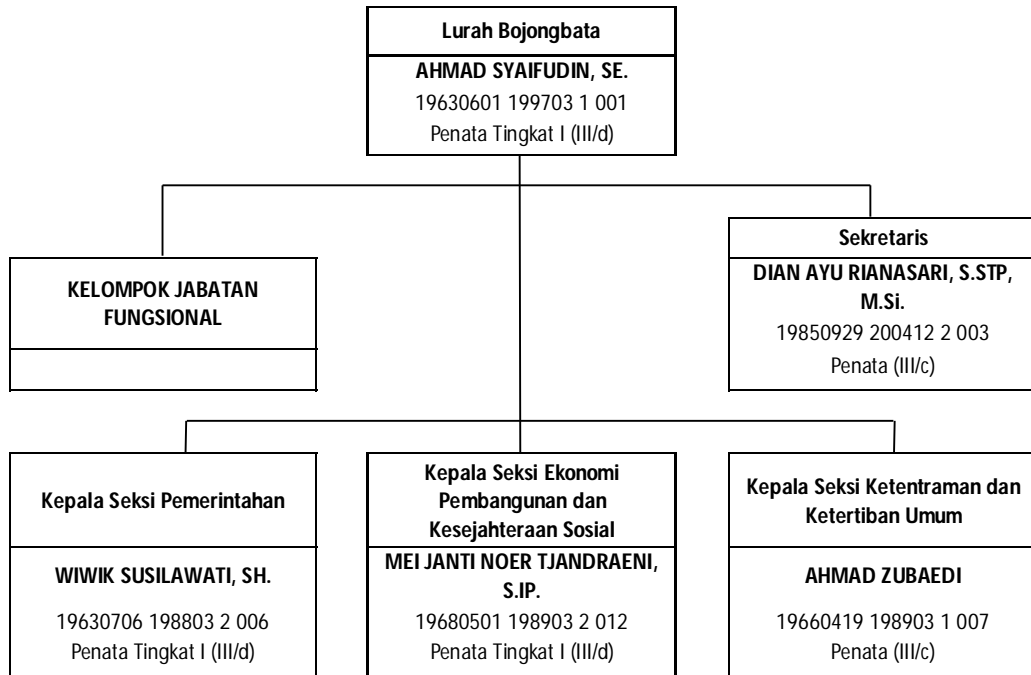 Lurah Bojongbata
AHMAD SYAIFUDIN, SE.
19630601 199703 1 001
Penata Tingkat I (III/d)
KELOMPOK JABATAN
FUNGSIONAL
Sekretaris
DIAN AYU RIANASARI, S.STP,
M.Si.
19850929 200412 2 003
Penata (III/c)
Kepala Seksi Pemerintahan
WIWIK SUSILAWATI, SH.
19630706 198803 2 006
Penata Tingkat I (III/d)
Kepala Seksi Ekonomi
Pembangunan dan
Kesejahteraan Sosial
MEI JANTI NOER TJANDRAENI,
S.IP.
19680501 198903 2 012
Penata Tingkat I (III/d)
Kepala Seksi Ketentraman dan
Ketertiban Umum
AHMAD ZUBAEDI
19660419 198903 1 007
Penata (III/c)